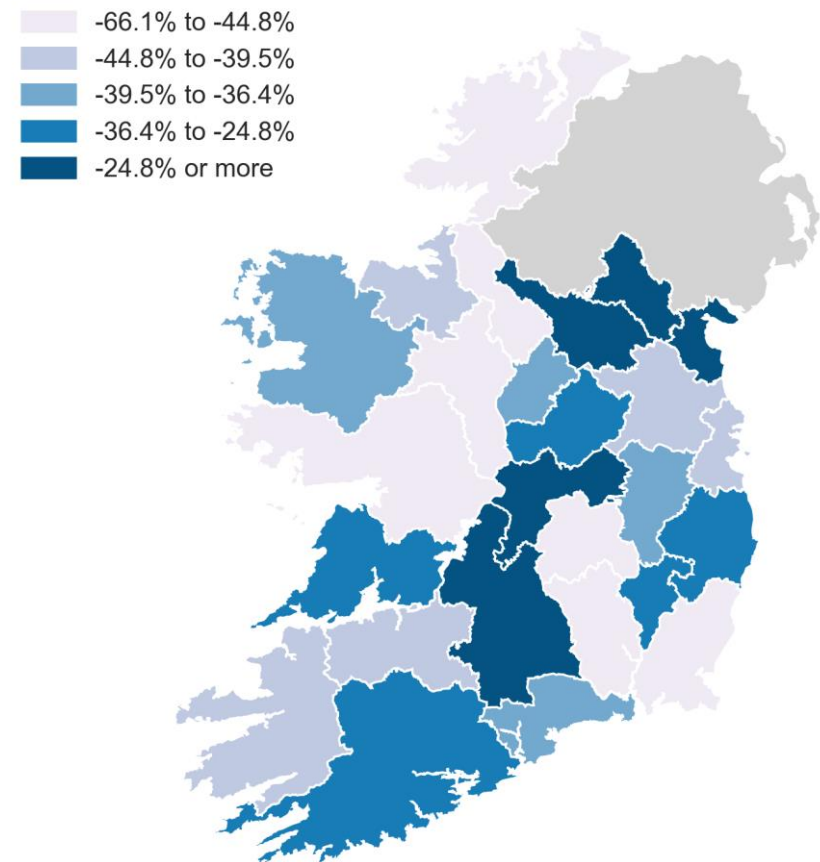 -66.1% to -44.8%
-44.8% to -39.5%
-39.5% to -36.4%
-36.4% to -24.8%
-24.8% or more